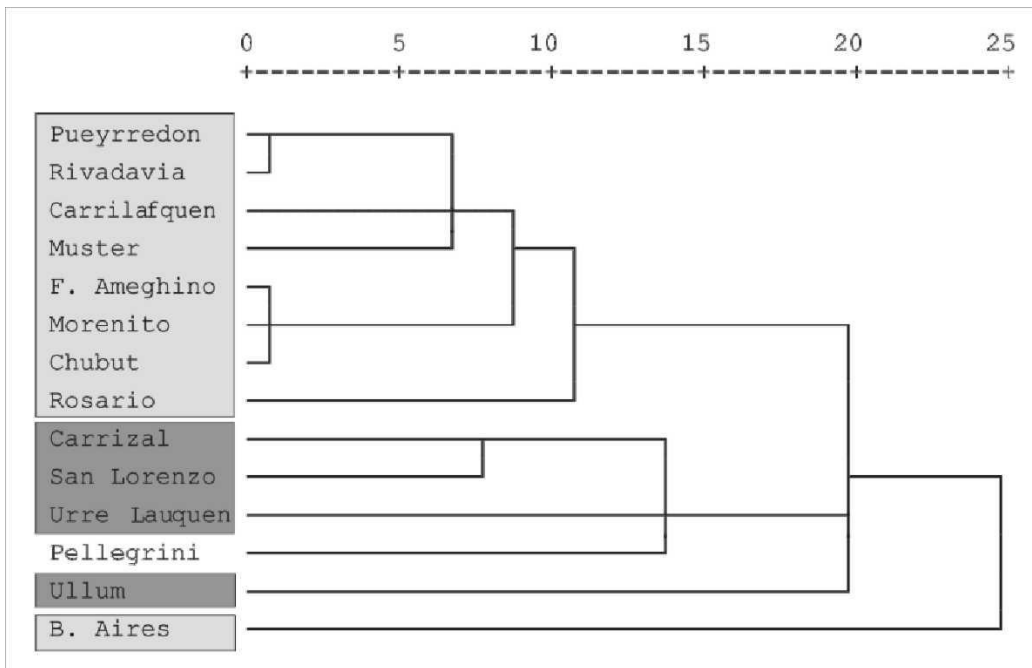 0 5 10 15 20 25
Pueyrredon
Rivadavia
Carrilafquen
Muster
F. Ameghino
Morenito
Chubut
Rosario
Carrizal
San Lorenzo
Urre Lauquen
Pellegrini
Ullum
B. Aires